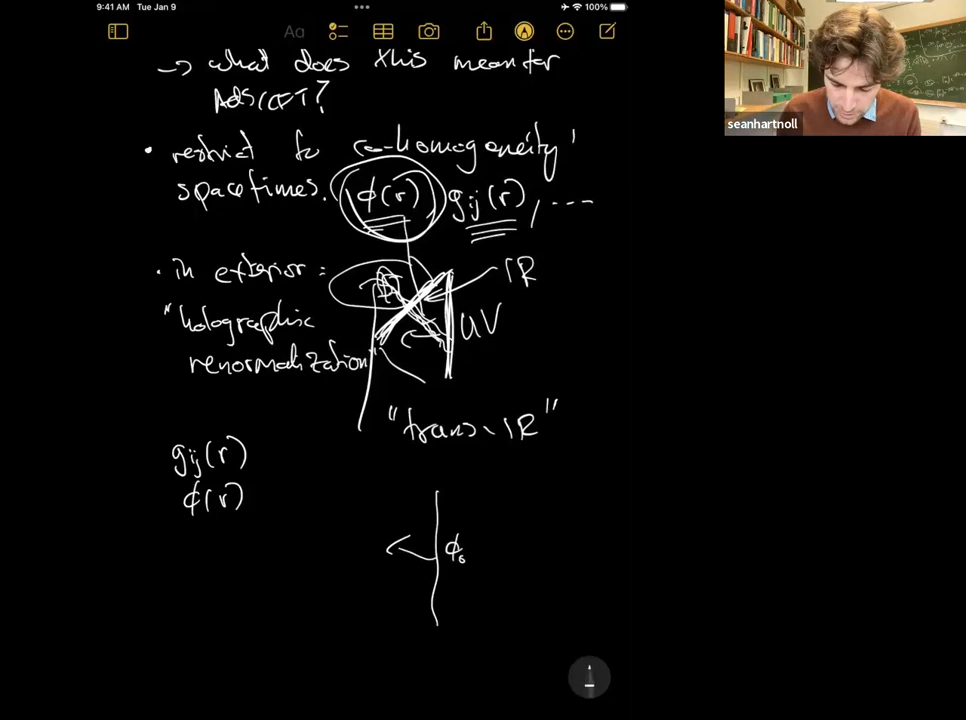 9:41 AM Tue Jan 9
100%
Aa
→ what does this mean for
AdS/CFT?
• restrict to co-homogeneity 1
spacetimes. φ(r) gij(r), ...
• in exterior:
IR
"holographic
UV
renormalization"
"trans-IR"
gij(r)
φ(r)
φ₀
seanhartnoll